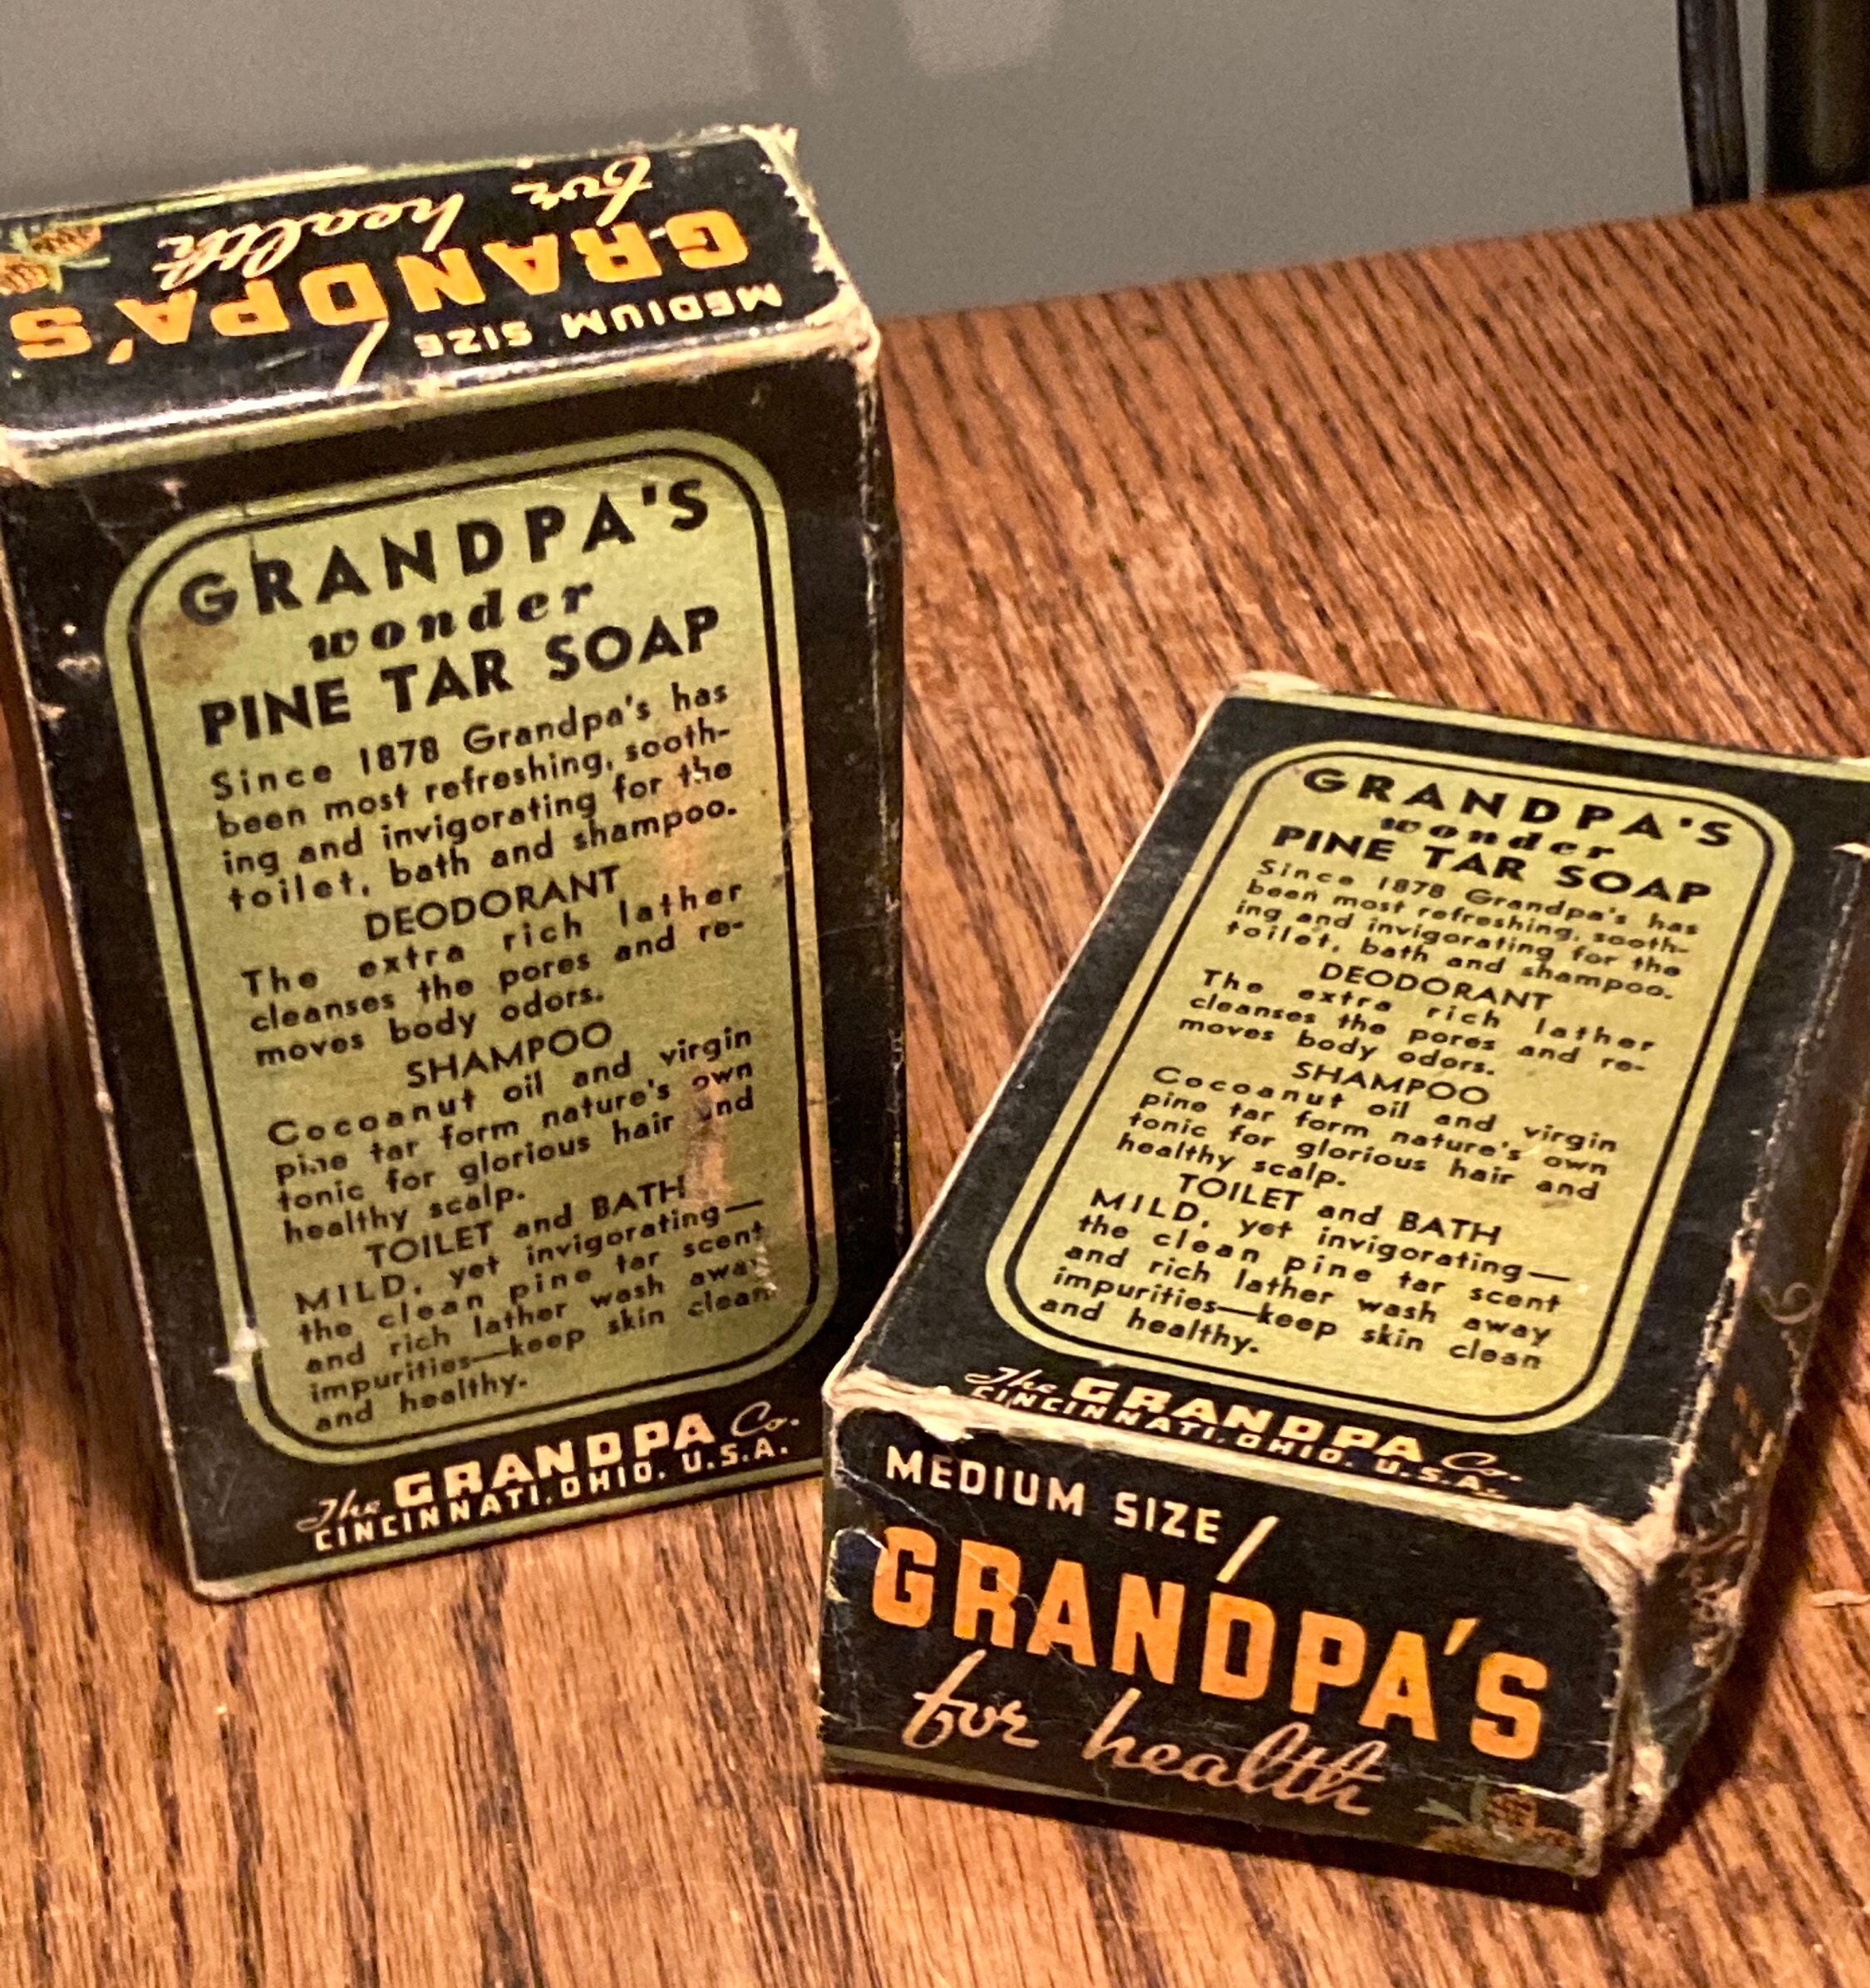 for health
GRANDPA'S
MEDIUM SIZE
GRANDPA'S
wonder
PINE TAR SOAP
Since 1878 Grandpa's has
been most refreshing, sooth-
ing and invigorating for the
toilet, bath and shampoo.
DEODORANT
The extra rich lather
cleanses the pores and re-
moves body odors.
SHAMPOO
Cocoanut oil and virgin
pine tar form nature's own
tonic for glorious hair and
healthy scalp.
TOILET and BATH
MILD, yet invigorating—
the clean pine tar scent
and rich lather wash away
impurities—keep skin clean
and healthy.
The GRANDPA Co.
CINCINNATI, OHIO, U.S.A.
GRANDPA'S
wonder
PINE TAR SOAP
Since 1878 Grandpa's has
been most refreshing, sooth-
ing and invigorating for the
toilet, bath and shampoo.
DEODORANT
The extra rich lather
cleanses the pores and re-
moves body odors.
SHAMPOO
Cocoanut oil and virgin
pine tar form nature's own
tonic for glorious hair and
healthy scalp.
TOILET and BATH
MILD, yet invigorating—
the clean pine tar scent
and rich lather wash away
impurities—keep skin clean
and healthy.
The GRANDPA Co.
CINCINNATI, OHIO, U.S.A.
MEDIUM SIZE
GRANDPA'S
for health